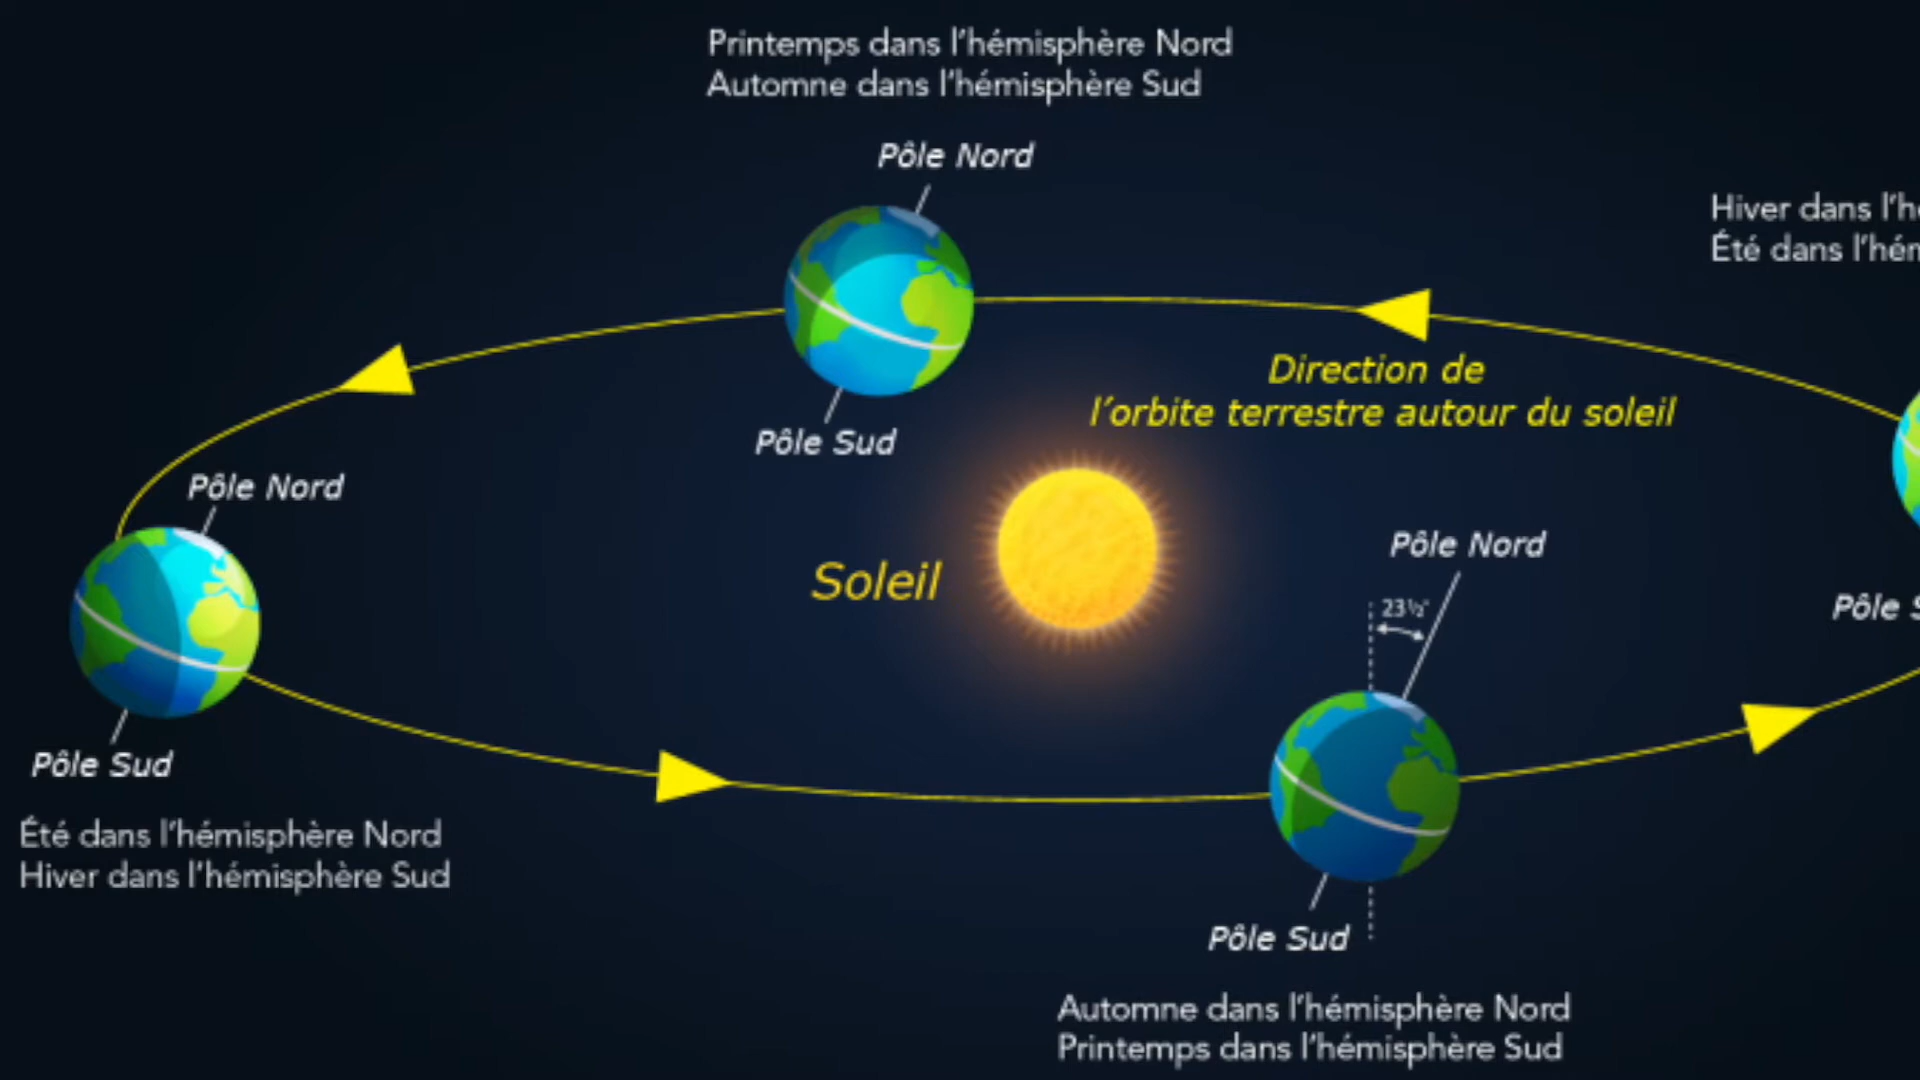 Printemps dans l'hémisphère Nord
Automne dans l'hémisphère Sud
Pôle Nord
Hiver dans
Été dans
Direction de
l'orbite terrestre autour du soleil
Pôle Sud
Pôle Nord
Soleil
Pôle Nord
23½°
Pôle
Pôle Sud
Été dans l'hémisphère Nord
Hiver dans l'hémisphère Sud
Pôle Sud
Automne dans l'hémisphère Nord
Printemps dans l'hémisphère Sud